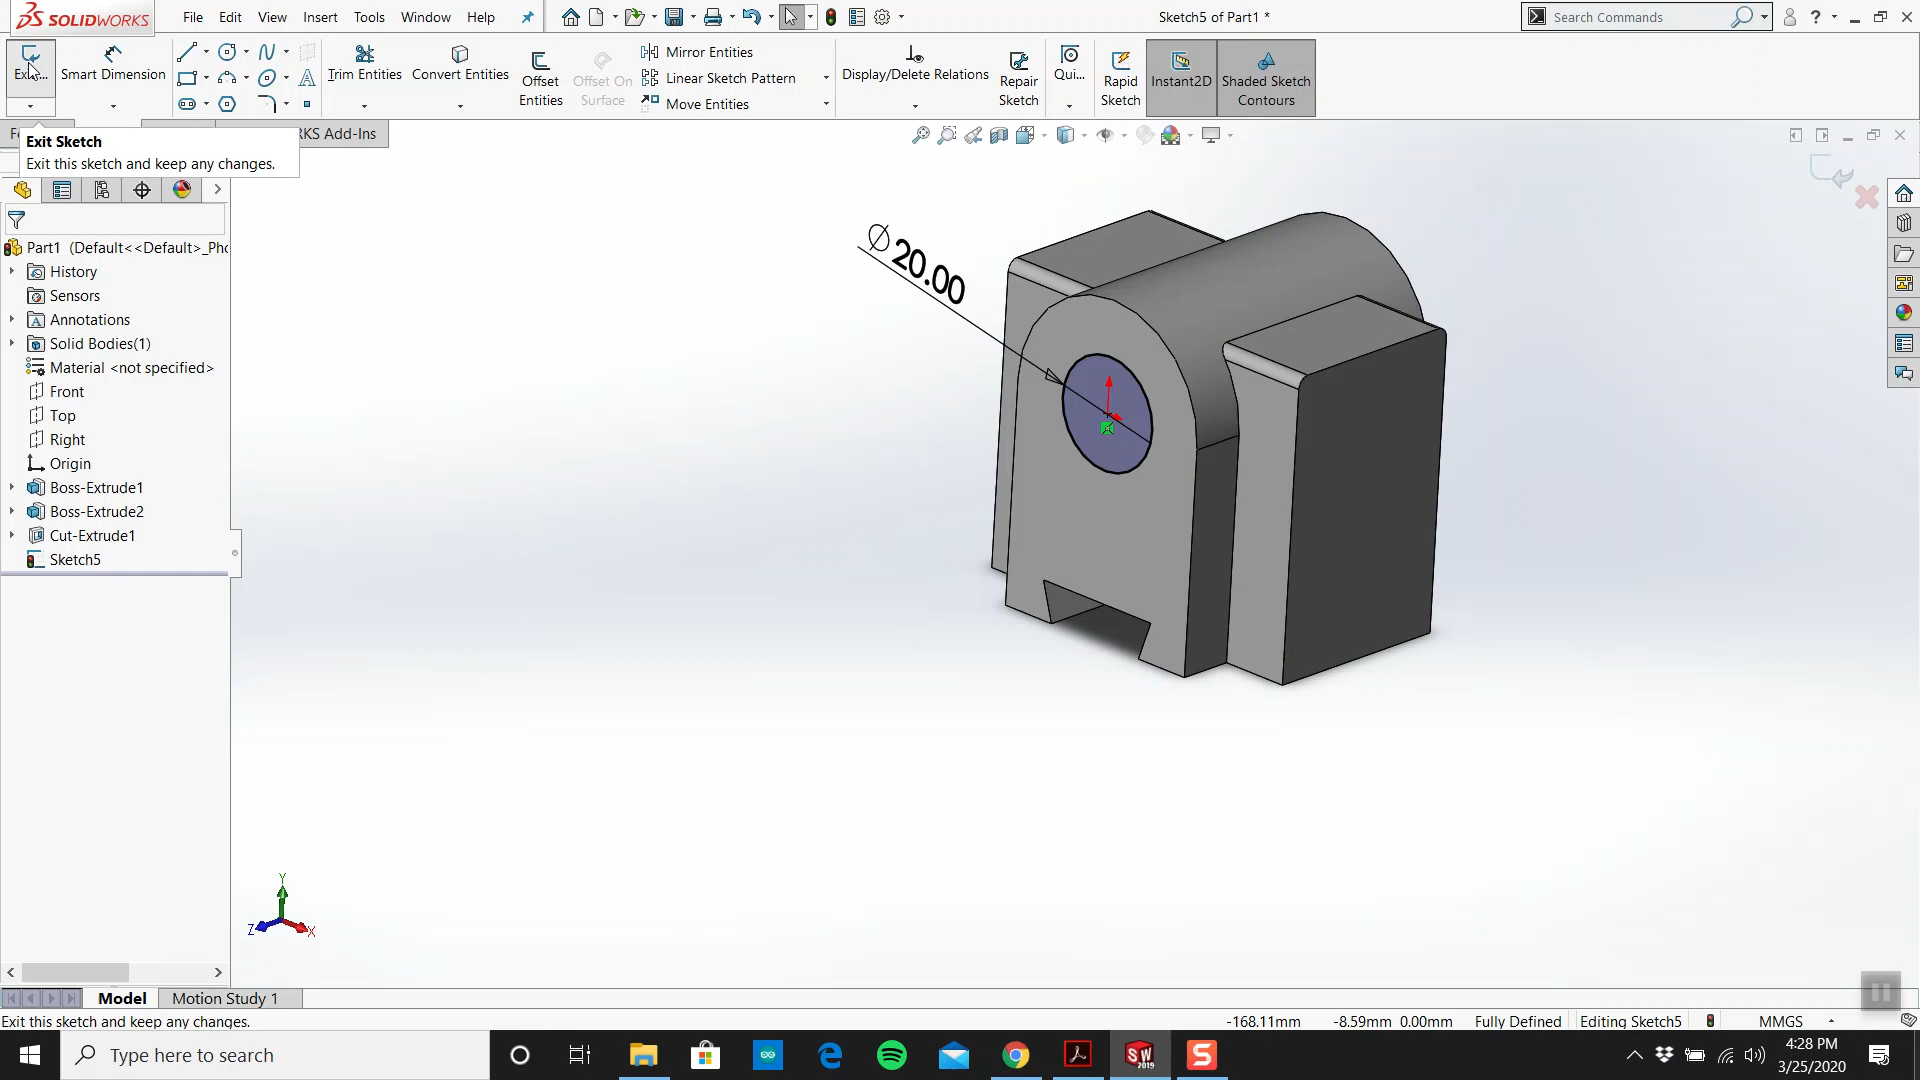 SOLIDWORKS File Edit View Insert Tools Window Help
Sketch5 of Part1 *
Search Commands
?
Smart Dimension
Trim Entities
Convert Entities
Offset
Entities
Offset On
Surface
Mirror Entities
Linear Sketch Pattern
Move Entities
Display/Delete Relations
Repair
Sketch
Qui...
Rapid
Sketch
Instant2D
Shaded Sketch
Contours
RKS Add-Ins
Exit Sketch
Exit this sketch and keep any changes.
Part1 (Default<<Default>_Pho
History
Sensors
Annotations
Solid Bodies(1)
Material <not specified>
Front
Top
Right
Origin
Boss-Extrude1
Boss-Extrude2
Cut-Extrude1
Sketch5
∅ 20.00
Y
Z
X
Model
Motion Study 1
Exit this sketch and keep any changes.
-168.11mm -8.59mm 0.00mm Fully Defined Editing Sketch5 MMGS
Type here to search
SW
2019
S
4:28 PM
3/25/2020